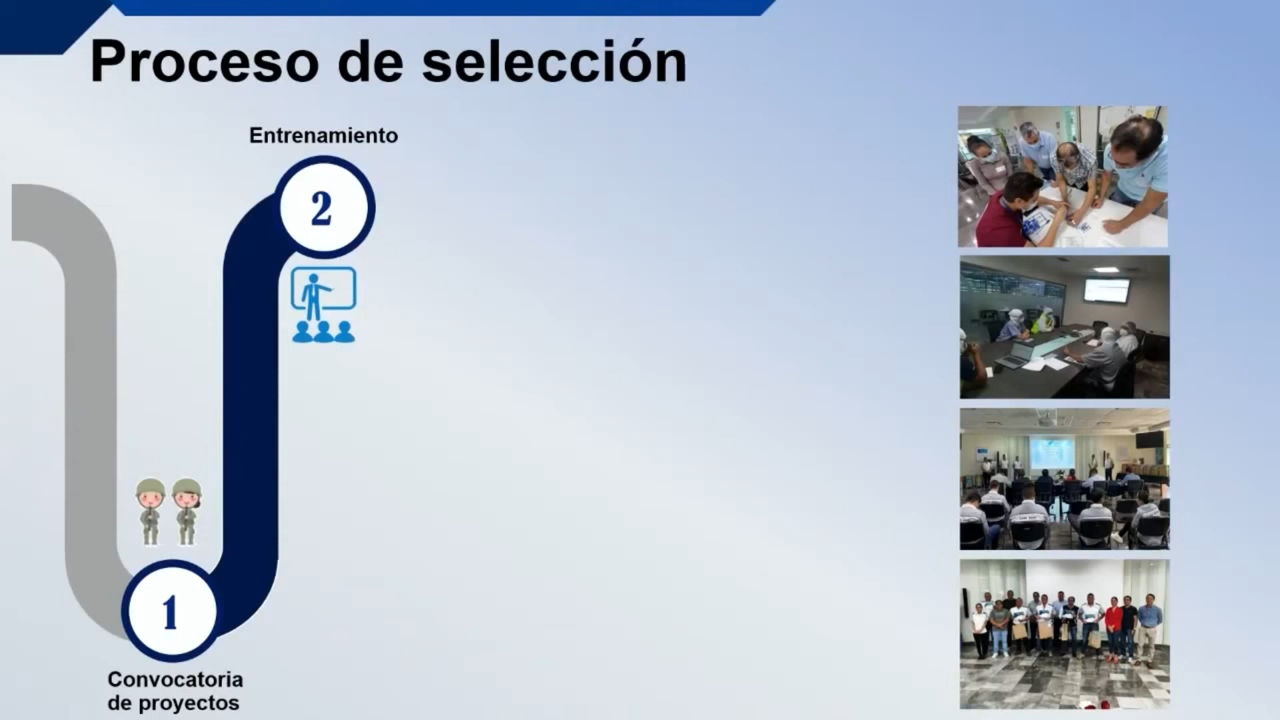 Proceso de selección
Entrenamiento
2
1
Convocatoria
de proyectos